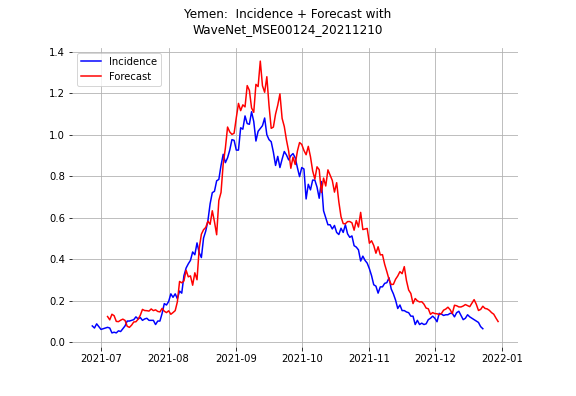 Yemen:  Incidence + Forecast with
WaveNet_MSE00124_20211210
Incidence
Forecast
1.4
1.2
1.0
0.8
0.6
0.4
0.2
0.0
2021-07 2021-08 2021-09 2021-10 2021-11 2021-12 2022-01